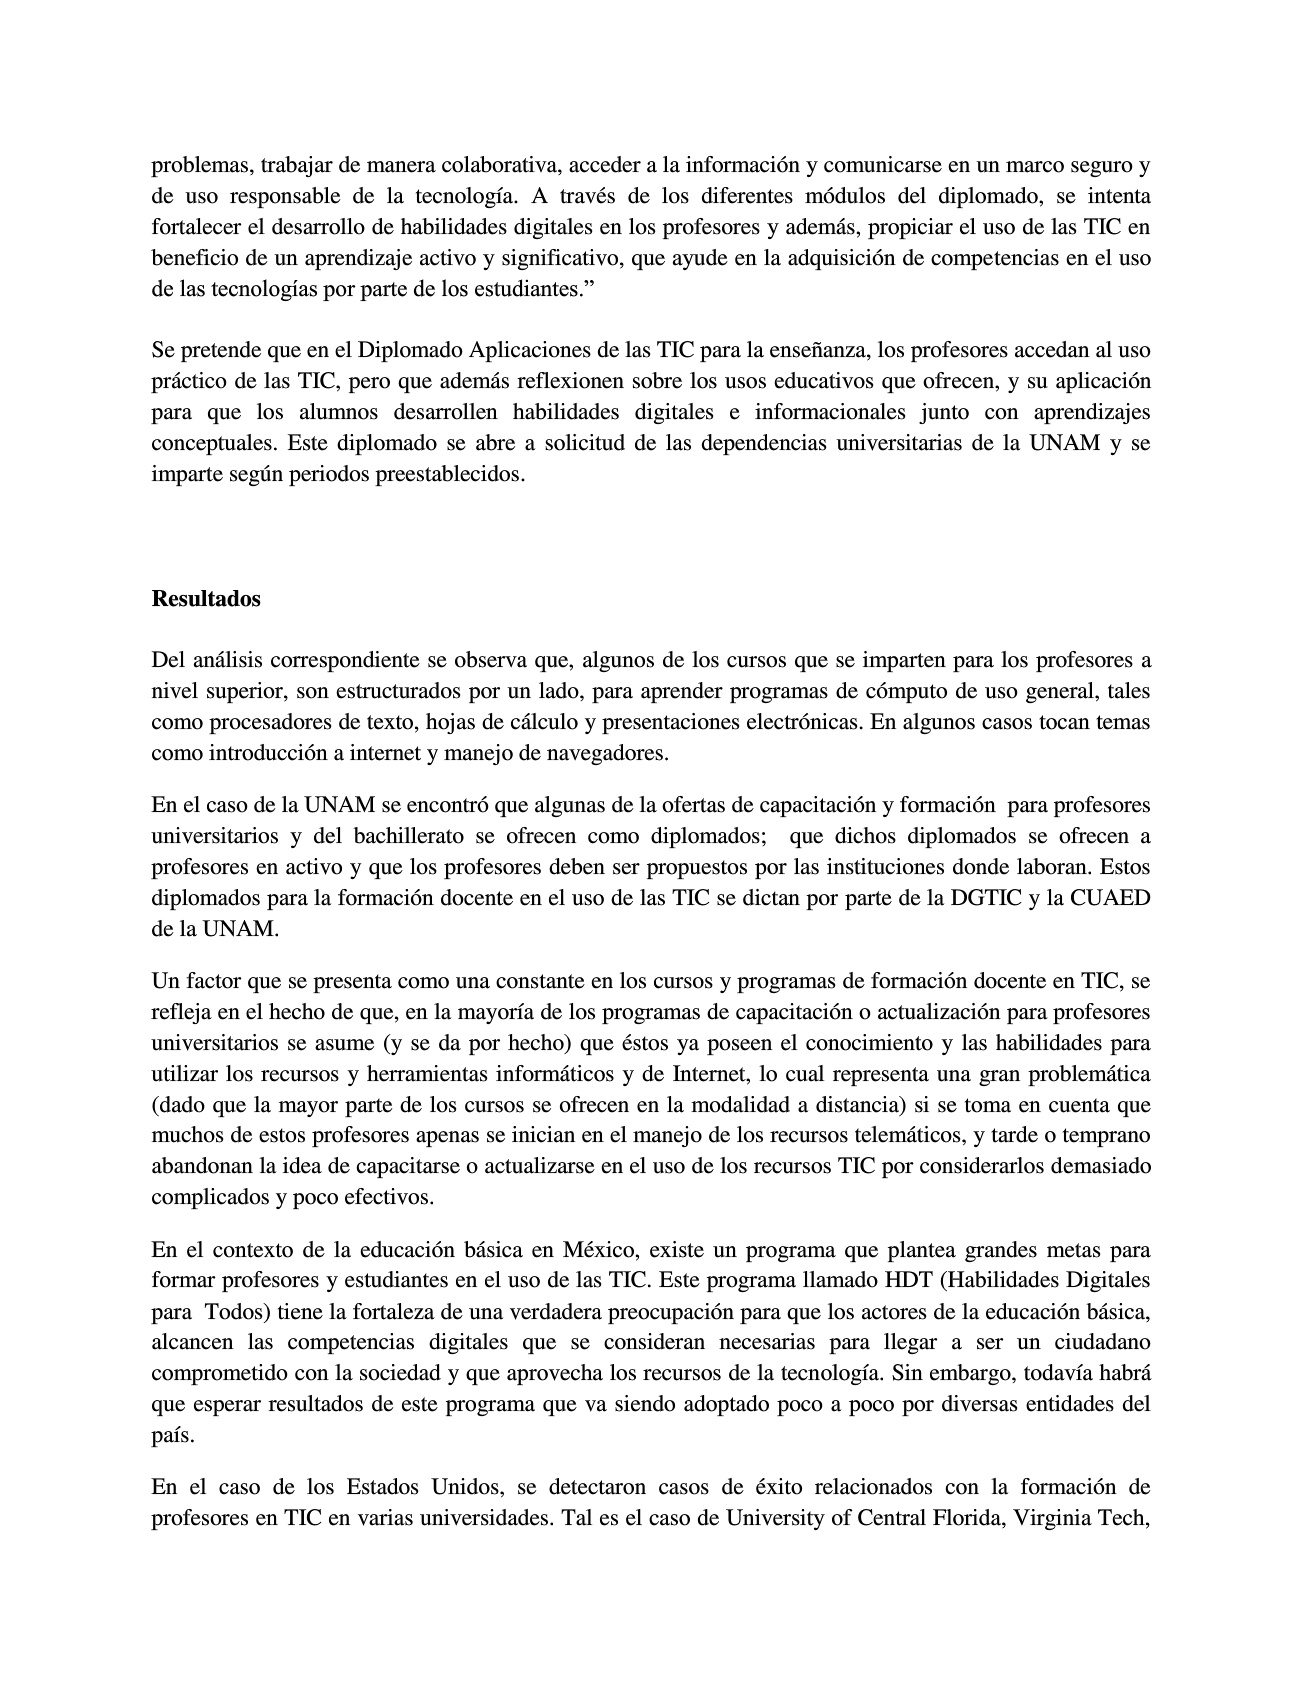 problemas, trabajar de manera colaborativa, acceder a la información y comunicarse en un marco seguro y
de uso responsable de la tecnología. A través de los diferentes módulos del diplomado, se intenta
fortalecer el desarrollo de habilidades digitales en los profesores y además, propiciar el uso de las TIC en
beneficio de un aprendizaje activo y significativo, que ayude en la adquisición de competencias en el uso
de las tecnologías por parte de los estudiantes.”
Se pretende que en el Diplomado Aplicaciones de las TIC para la enseñanza, los profesores accedan al uso
práctico de las TIC, pero que además reflexionen sobre los usos educativos que ofrecen, y su aplicación
para que los alumnos desarrollen habilidades digitales e informacionales junto con aprendizajes
conceptuales. Este diplomado se abre a solicitud de las dependencias universitarias de la UNAM y se
imparte según periodos preestablecidos.
Resultados
Del análisis correspondiente se observa que, algunos de los cursos que se imparten para los profesores a
nivel superior, son estructurados por un lado, para aprender programas de cómputo de uso general, tales
como procesadores de texto, hojas de cálculo y presentaciones electrónicas. En algunos casos tocan temas
como introducción a internet y manejo de navegadores.
En el caso de la UNAM se encontró que algunas de la ofertas de capacitación y formación  para profesores
universitarios y del bachillerato se ofrecen como diplomados;  que dichos diplomados se ofrecen a
profesores en activo y que los profesores deben ser propuestos por las instituciones donde laboran. Estos
diplomados para la formación docente en el uso de las TIC se dictan por parte de la DGTIC y la CUAED
de la UNAM.
Un factor que se presenta como una constante en los cursos y programas de formación docente en TIC, se
refleja en el hecho de que, en la mayoría de los programas de capacitación o actualización para profesores
universitarios se asume (y se da por hecho) que éstos ya poseen el conocimiento y las habilidades para
utilizar los recursos y herramientas informáticos y de Internet, lo cual representa una gran problemática
(dado que la mayor parte de los cursos se ofrecen en la modalidad a distancia) si se toma en cuenta que
muchos de estos profesores apenas se inician en el manejo de los recursos telemáticos, y tarde o temprano
abandonan la idea de capacitarse o actualizarse en el uso de los recursos TIC por considerarlos demasiado
complicados y poco efectivos.
En el contexto de la educación básica en México, existe un programa que plantea grandes metas para
formar profesores y estudiantes en el uso de las TIC. Este programa llamado HDT (Habilidades Digitales
para  Todos) tiene la fortaleza de una verdadera preocupación para que los actores de la educación básica,
alcancen las competencias digitales que se consideran necesarias para llegar a ser un ciudadano
comprometido con la sociedad y que aprovecha los recursos de la tecnología. Sin embargo, todavía habrá
que esperar resultados de este programa que va siendo adoptado poco a poco por diversas entidades del
país.
En el caso de los Estados Unidos, se detectaron casos de éxito relacionados con la formación de
profesores en TIC en varias universidades. Tal es el caso de University of Central Florida, Virginia Tech,